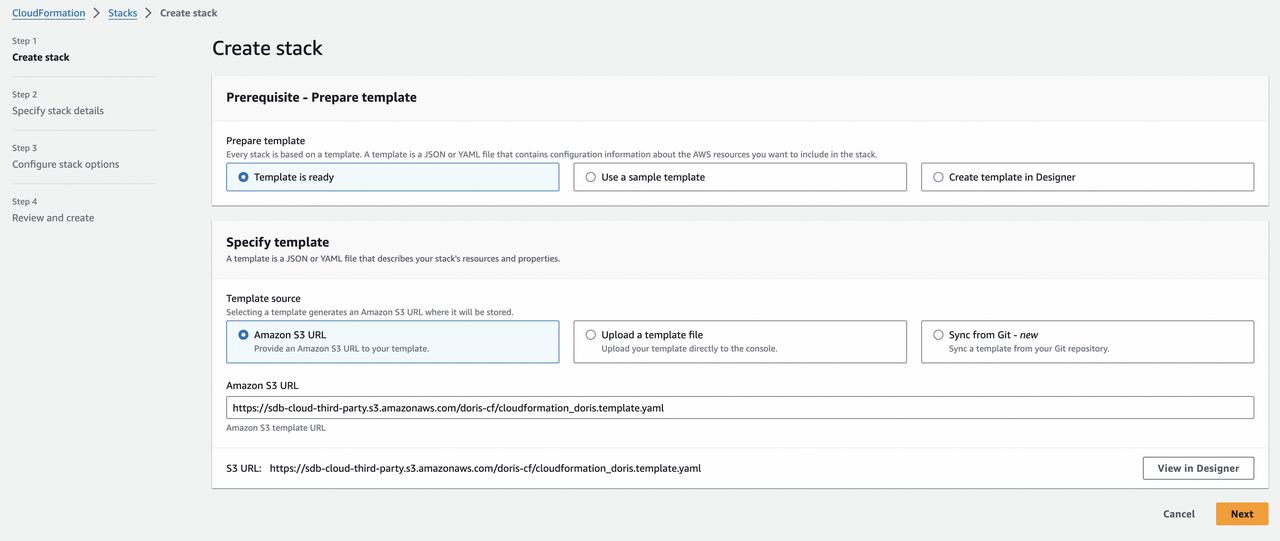 CloudFormation > Stacks > Create stack
Step 1
Create stack
Step 2
Specify stack details
Step 3
Configure stack options
Step 4
Review and create
Create stack
Prerequisite - Prepare template
Prepare template
Every stack is based on a template. A template is a JSON or YAML file that contains configuration information about the AWS resources you want to include in the stack.
Template is ready
Use a sample template
Create template in Designer
Specify template
A template is a JSON or YAML file that describes your stack's resources and properties.
Template source
Selecting a template generates an Amazon S3 URL where it will be stored.
Amazon S3 URL
Provide an Amazon S3 URL to your template.
Upload a template file
Upload your template directly to the console.
Sync from Git - new
Sync a template from your Git repository.
Amazon S3 URL
https://sdb-cloud-third-party.s3.amazonaws.com/doris-cf/cloudformation_doris.template.yaml
Amazon S3 template URL
S3 URL: https://sdb-cloud-third-party.s3.amazonaws.com/doris-cf/cloudformation_doris.template.yaml
View in Designer
Cancel
Next